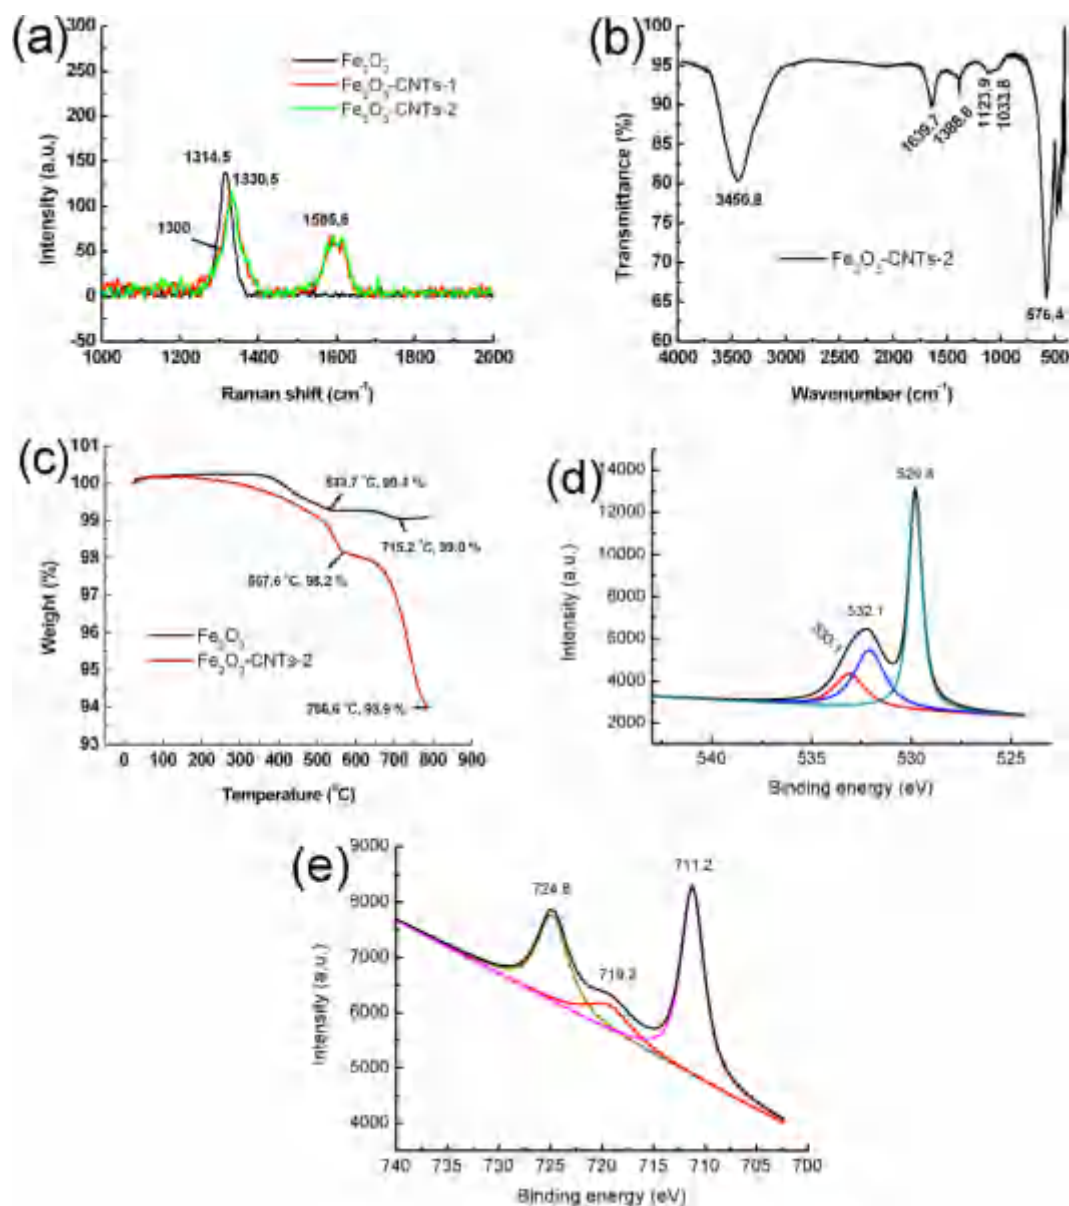 (a)
300
250
200
150
100
50
0
-50
Intensity (a.u.)
Fe2O3
Fe2O3-CNTs-1
Fe2O3-CNTs-2
1314.5
1330.5
1300
1000 1200 1400 1600 1800 2000
Raman shift (cm-1)
(b)
100
95
90
85
80
75
70
65
60
Transmittance (%)
3456.8
1639.7
1388.6
1123.9
1033.8
576.4
Fe2O3-CNTs-2
4000 3500 3000 2500 2000 1500 1000 500
Wavenumber (cm-1)
(c)
101
100
99
98
97
96
95
94
93
Weight (%)
°C, 99.0 %
715.2 °C, 99.0 %
567.6 °C, 98.2 %
Fe2O3
Fe2O3-CNTs-2
°C, 93.9 %
0 100 200 300 400 500 600 700 800 900
Temperature (°C)
(d)
14000
12000
10000
8000
6000
4000
2000
Intensity (a.u.)
529.8
532.1
540 535 530 525
Binding energy (eV)
(e)
9000
8000
7000
6000
5000
4000
Intensity (a.u.)
724.8
719.2
711.2
740 735 730 725 720 715 710 705 700
Binding energy (eV)